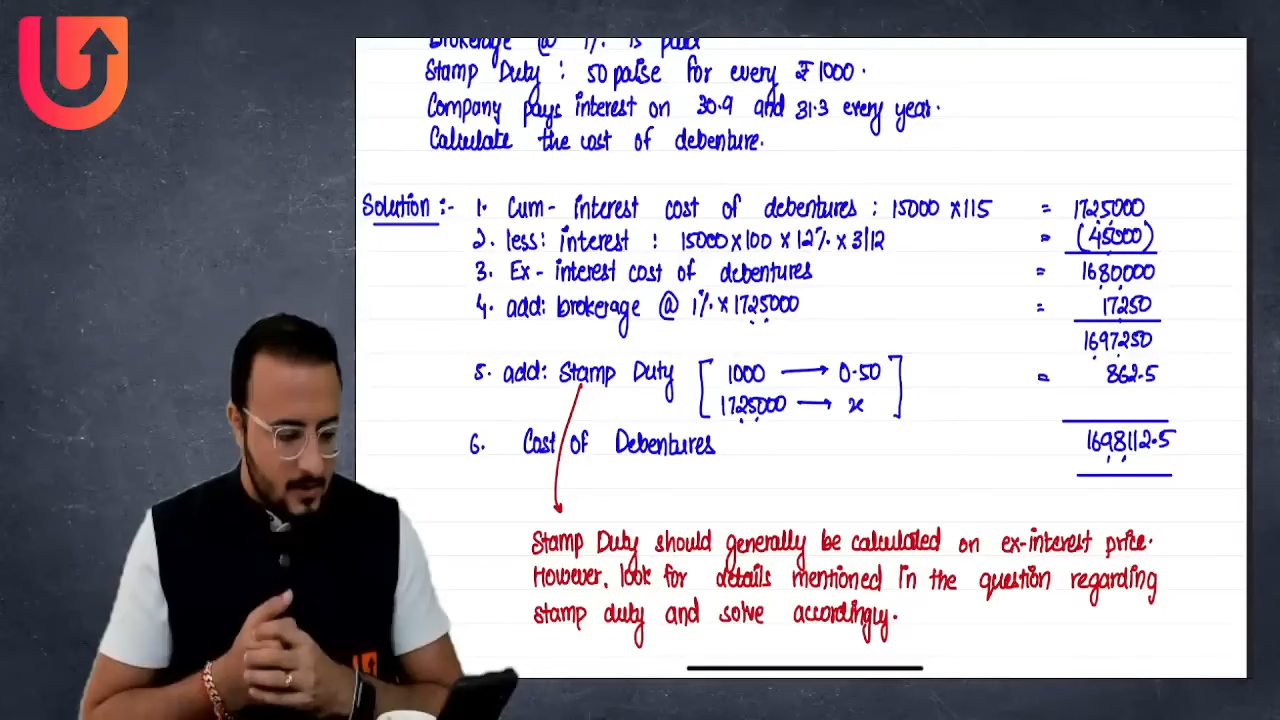 Brokerage @ 1% is paid
Stamp Duty : 50 paise for every ₹ 1000.
Company pays interest on 30.9 and 31.3 every year.
Calculate the cost of debenture.
Solution :- 1. Cum-interest cost of debentures : 15000 × 115 = 1725000
2. less: interest : 15000 × 100 × 12% × 3/12 = (45000)
3. Ex-interest cost of debentures = 1680000
4. add: brokerage @ 1% × 1725000 = 17250
1697250
5. add: Stamp Duty [ 1000 → 0.50 = 862.5
1725000 → x ]
6. Cost of Debentures 1698112.5
Stamp Duty should generally be calculated on ex-interest price.
However, look for details mentioned in the question regarding
stamp duty and solve accordingly.